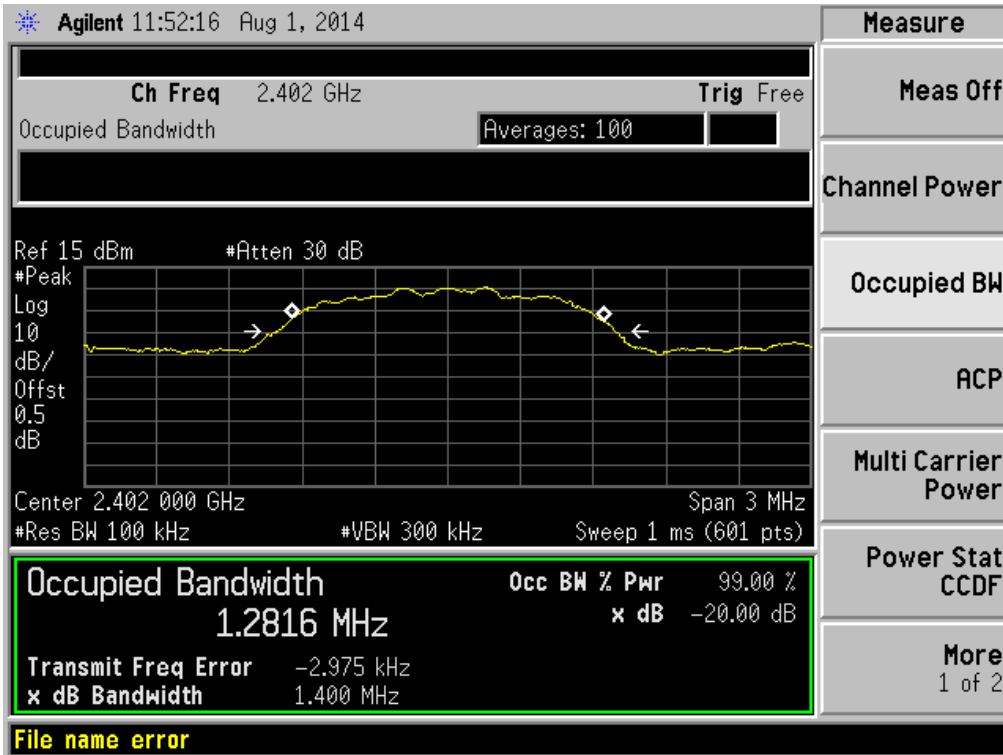 Agilent 11:52:16 Aug 1, 2014
Measure
Ch Freq 2.402 GHz Trig Free
Occupied Bandwidth Averages: 100
Ref 15 dBm #Atten 30 dB
#Peak
Log
10
dB/
Offst
0.5
dB
Center 2.402 000 GHz Span 3 MHz
#Res BW 100 kHz #VBW 300 kHz Sweep 1 ms (601 pts)
Occupied Bandwidth Occ BW % Pwr 99.00 %
1.2816 MHz x dB -20.00 dB
Transmit Freq Error -2.975 kHz
x dB Bandwidth 1.400 MHz
Meas Off
Channel Power
Occupied BW
ACP
Multi Carrier
Power
Power Stat
CCDF
More
1 of 2
File name error